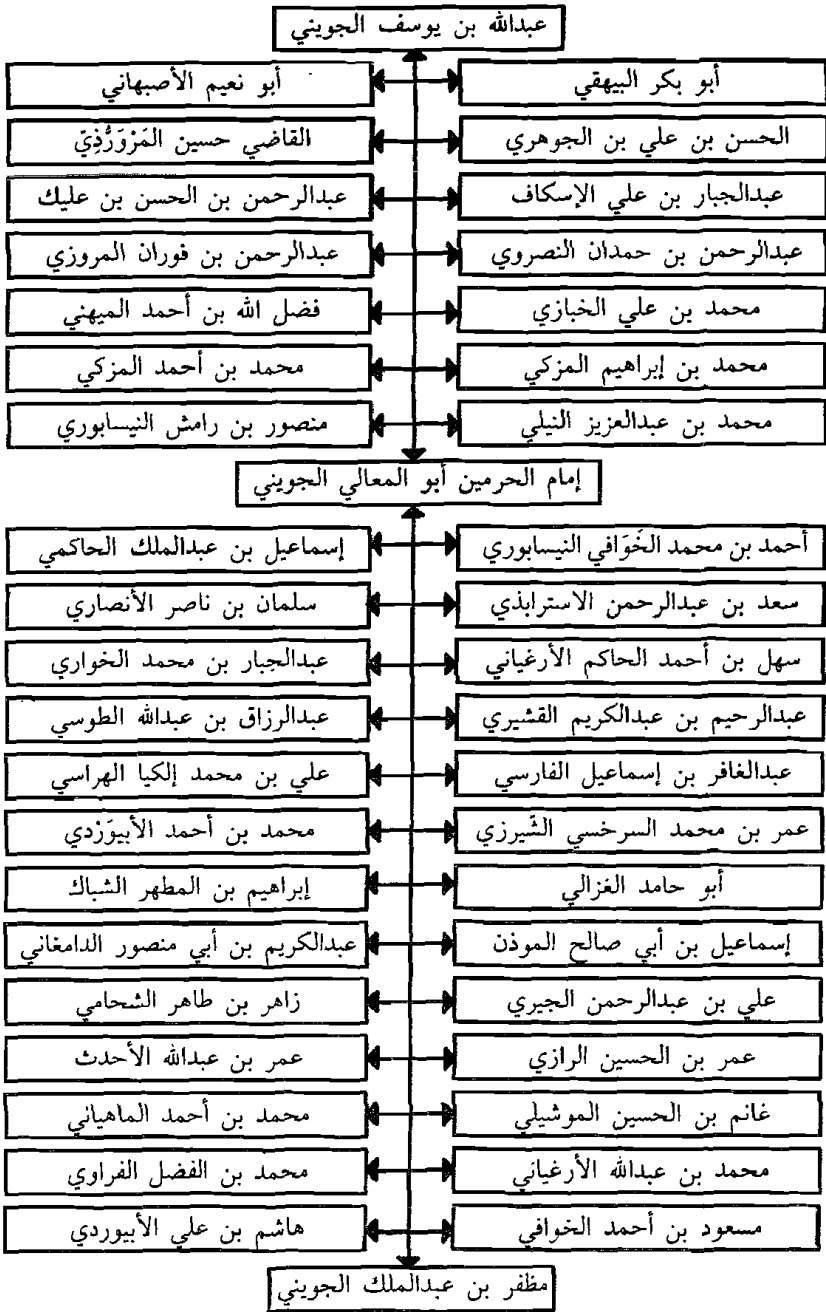 عبدالله بن يوسف الجويني
أبو بكر البيهقي
أبو نعيم الأصبهاني
الحسن بن علي بن الجوهري
القاضي حسين المَرْوَرُّذِيّ
عبدالجبار بن علي الإسكاف
عبدالرحمن بن الحسن بن عليك
عبدالرحمن بن حمدان النصروي
عبدالرحمن بن فوران المروزي
محمد بن علي الخبازي
فضل الله بن أحمد الميهني
محمد بن إبراهيم المزكي
محمد بن أحمد المزكي
محمد بن عبدالعزيز النيلي
منصور بن رامش النيسابوري
إمام الحرمين أبو المعالي الجويني
أحمد بن محمد الخَوَافي النيسابوري
إسماعيل بن عبدالملك الحاكمي
سعد بن عبدالرحمن الاسترابذي
سلمان بن ناصر الأنصاري
سهل بن أحمد الحاكم الأرغياني
عبدالجبار بن محمد الخواري
عبدالرحيم بن عبدالكريم القشيري
عبدالرزاق بن عبدالله الطوسي
عبدالغافر بن إسماعيل الفارسي
علي بن محمد إلكيا الهراسي
عمر بن محمد السرخسي الشّيرزي
محمد بن أحمد الأبيوَرْدي
أبو حامد الغزالي
إبراهيم بن المطهر الشباك
إسماعيل بن أبي صالح الموذن
عبدالكريم بن أبي منصور الدامغاني
علي بن عبدالرحمن الجيري
زاهر بن طاهر الشحامي
عمر بن الحسين الرازي
عمر بن عبدالله الأحدث
غانم بن الحسين الموشيلي
محمد بن أحمد الماهياني
محمد بن عبدالله الأرغياني
محمد بن الفضل الفراوي
مسعود بن أحمد الخوافي
هاشم بن علي الأبيوردي
مظفر بن عبدالملك الجويني